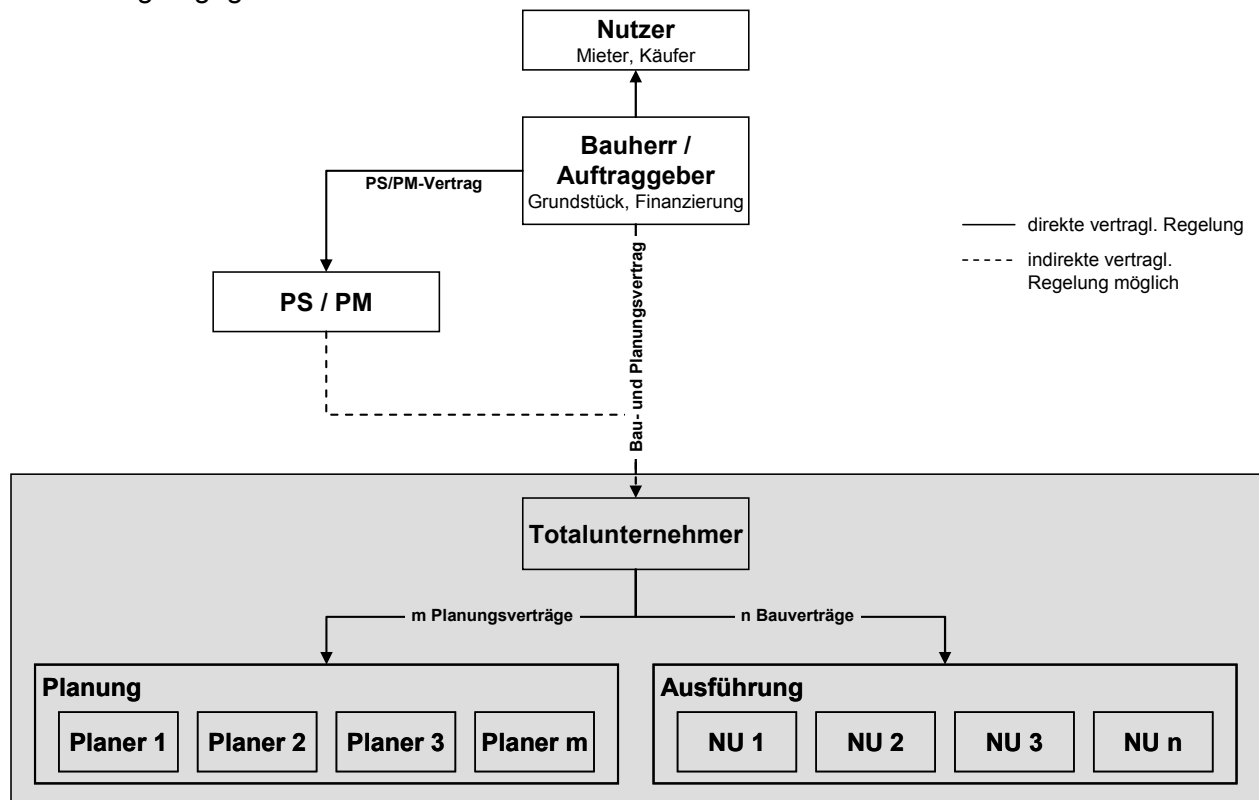 Nutzer
Mieter, Käufer
Bauherr /
Auftraggeber
Grundstück, Finanzierung
PS/PM-Vertrag
direkte vertragl. Regelung
indirekte vertragl.
Regelung möglich
PS / PM
Bau- und Planungsvertrag
Totalunternehmer
m Planungsverträge
n Bauverträge
Planung
Planer 1
Planer 2
Planer 3
Planer m
Ausführung
NU 1
NU 2
NU 3
NU n